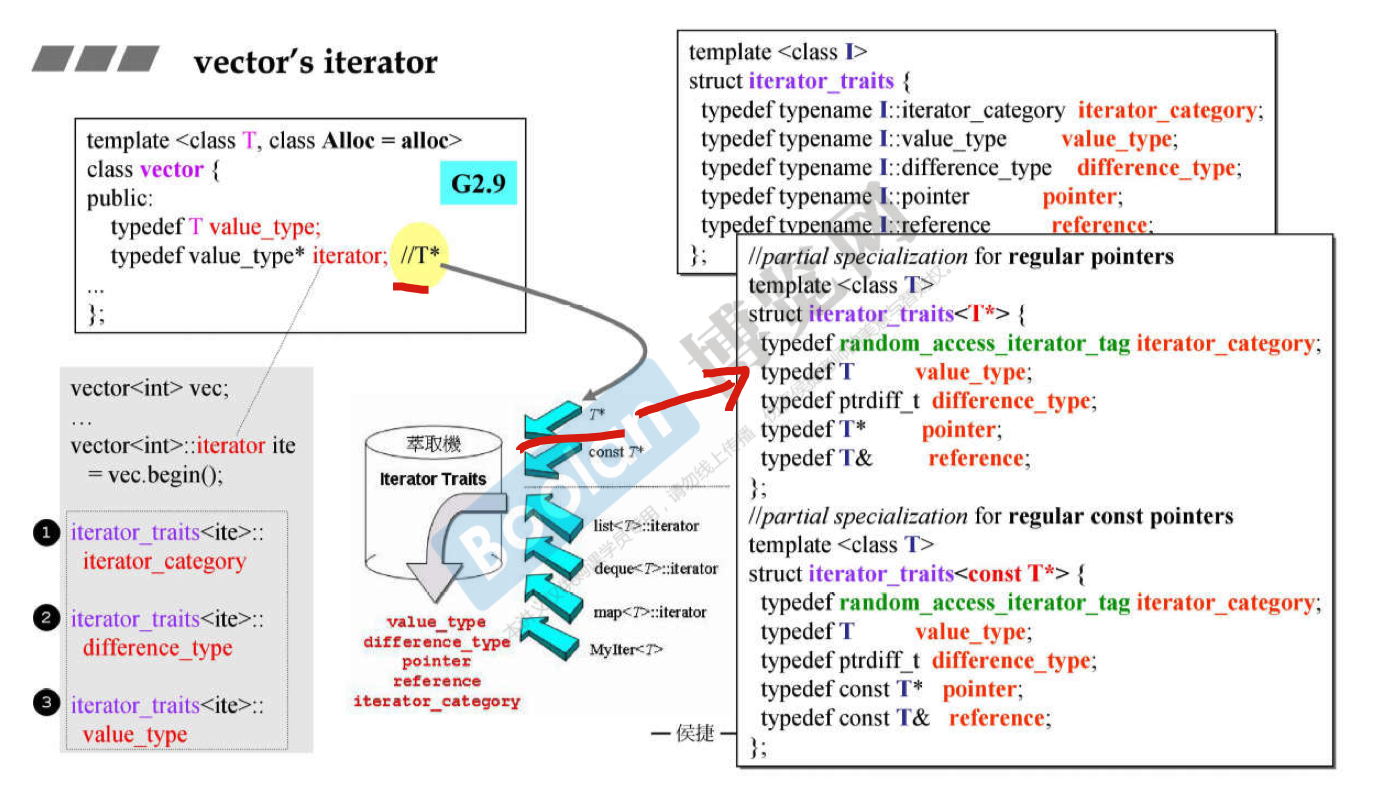 vector's iterator
template <class T, class Alloc = alloc>
class vector {
public:
typedef T value_type;
typedef value_type* iterator; //T*
...
};
G2.9
vector<int> vec;
…
vector<int>::iterator ite
= vec.begin();
1 iterator_traits<ite>::
iterator_category
2 iterator_traits<ite>::
difference_type
3 iterator_traits<ite>::
value_type
萃取機
Iterator Traits
value_type
difference_type
pointer
reference
iterator_category
T*
const T*
list<T>::iterator
deque<T>::iterator
map<T>::iterator
MyIter<T>
template <class I>
struct iterator_traits {
typedef typename I::iterator_category iterator_category;
typedef typename I::value_type value_type;
typedef typename I::difference_type difference_type;
typedef typename I::pointer pointer;
typedef typename I::reference reference;
};
//partial specialization for regular pointers
template <class T>
struct iterator_traits<T*> {
typedef random_access_iterator_tag iterator_category;
typedef T value_type;
typedef ptrdiff_t difference_type;
typedef T* pointer;
typedef T& reference;
};
//partial specialization for regular const pointers
template <class T>
struct iterator_traits<const T*> {
typedef random_access_iterator_tag iterator_category;
typedef T value_type;
typedef ptrdiff_t difference_type;
typedef const T* pointer;
typedef const T& reference;
};
— 侯捷 —
Boolan
博览网